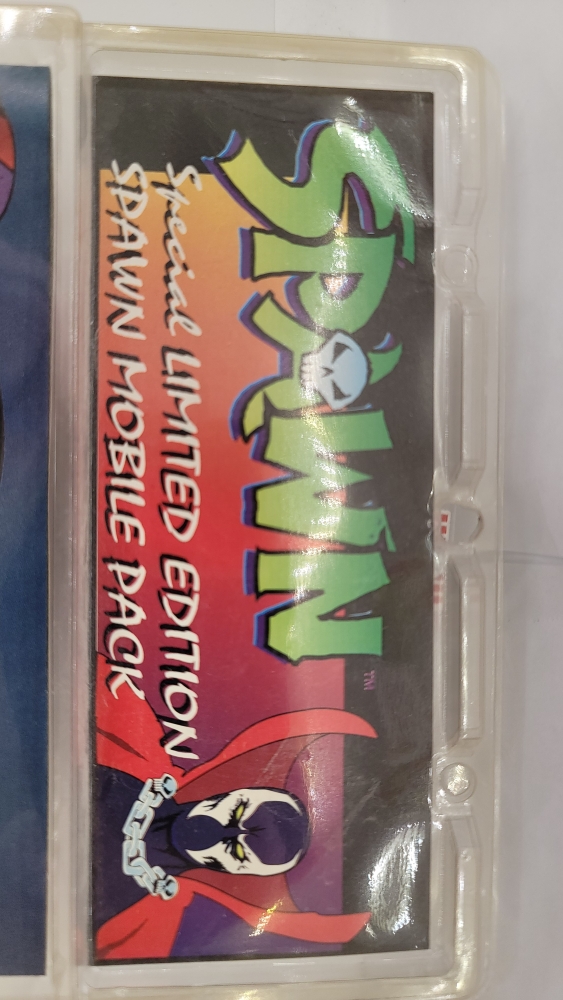 SPAWN
TM
Special LIMITED EDITION
SPAWN MOBILE PACK